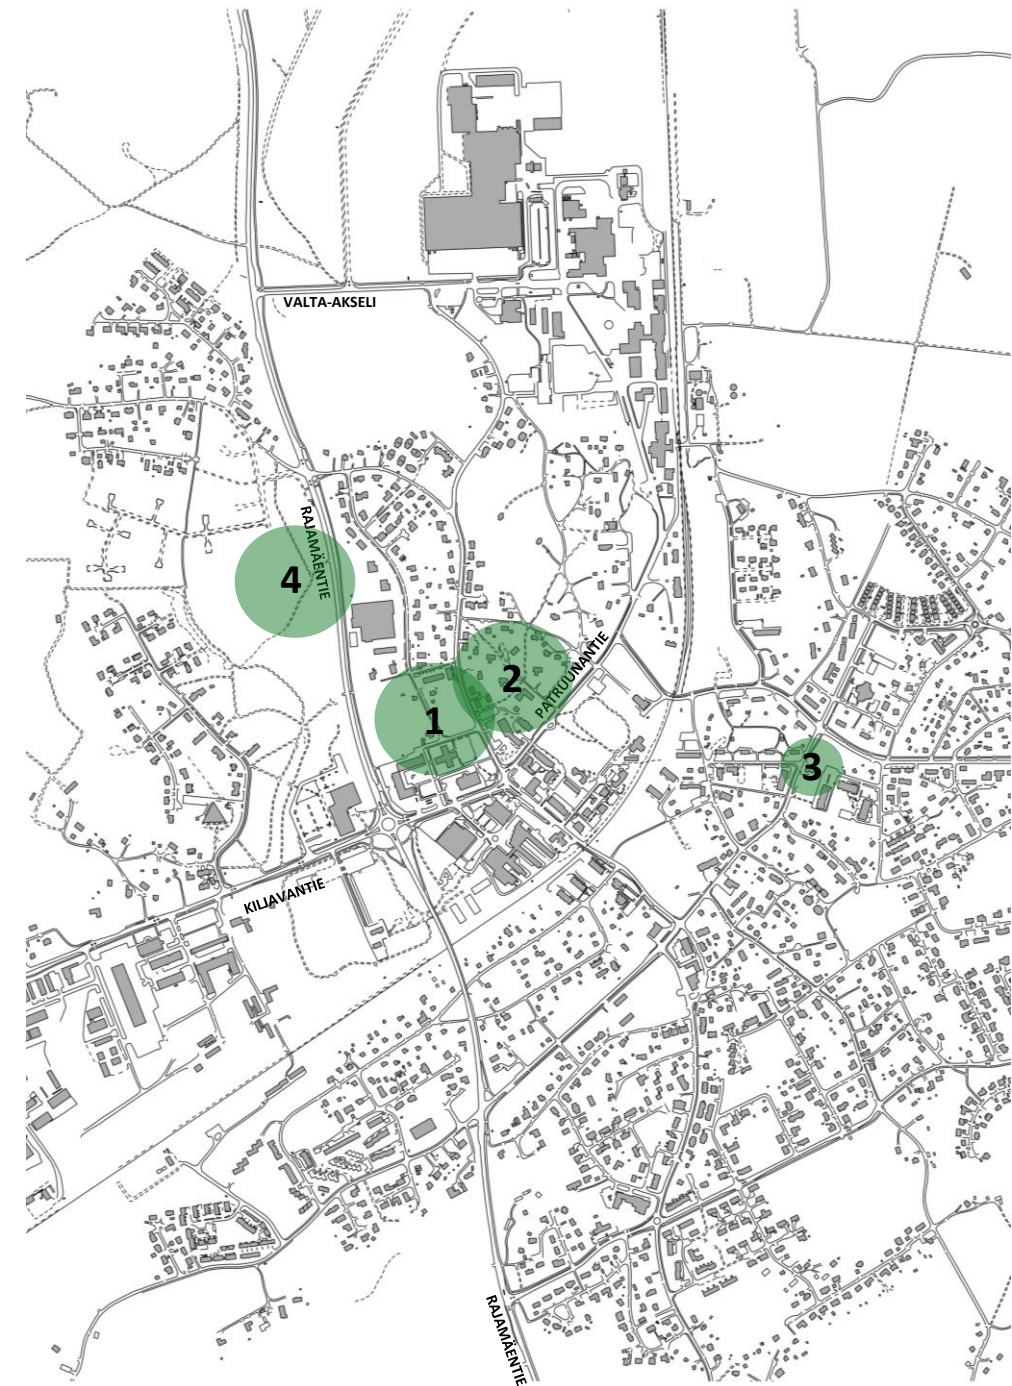 VALTA-AKSELI
RAJAMÄENTIE
4
PATRUUNANTIE
2
1
3
KILJAVANTIE
RAJAMÄENTIE